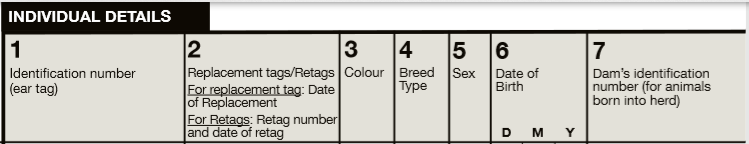 INDIVIDUAL DETAILS
1
Identification number
(ear tag)
2
Replacement tags/Retags
For replacement tag: Date
of Replacement
For Retags: Retag number
and date of retag
3
Colour
4
Breed
Type
5
Sex
6
Date of
Birth
D M Y
7
Dam's identification
number (for animals
born into herd)